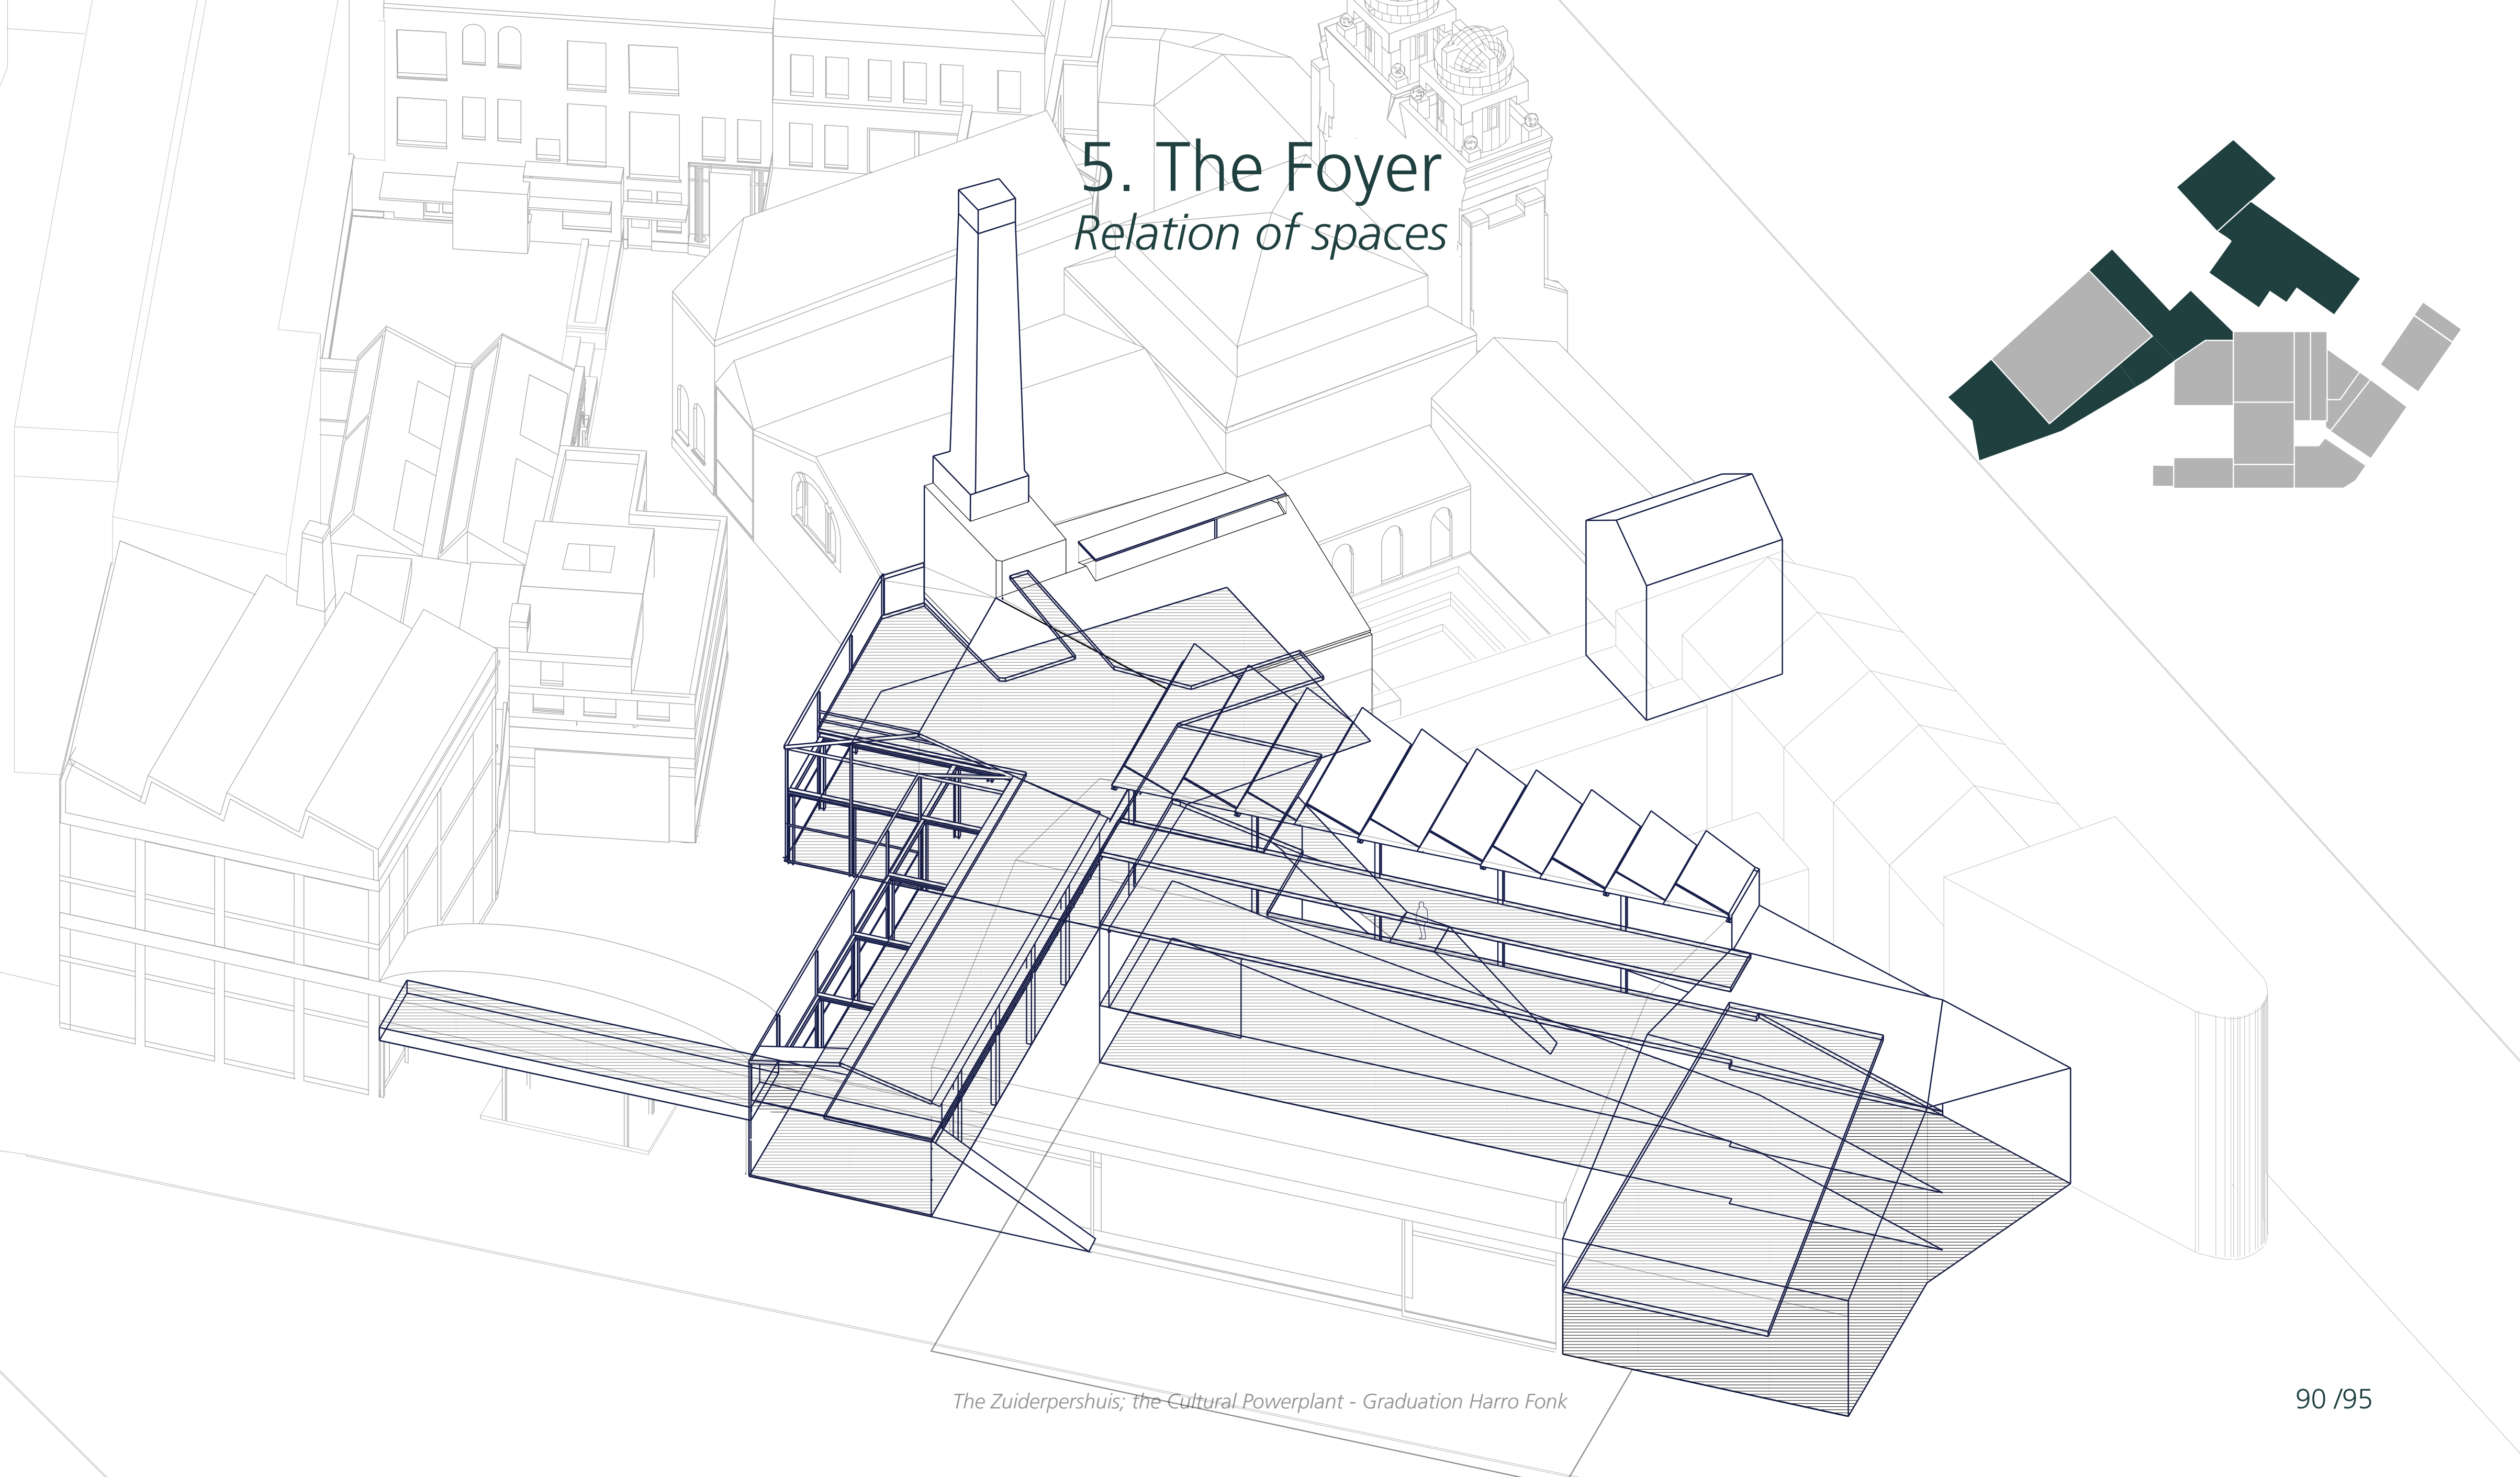 5. The Foyer
Relation of spaces
The Zuiderpershuis; the Cultural Powerplant - Graduation Harro Fonk
90 /95